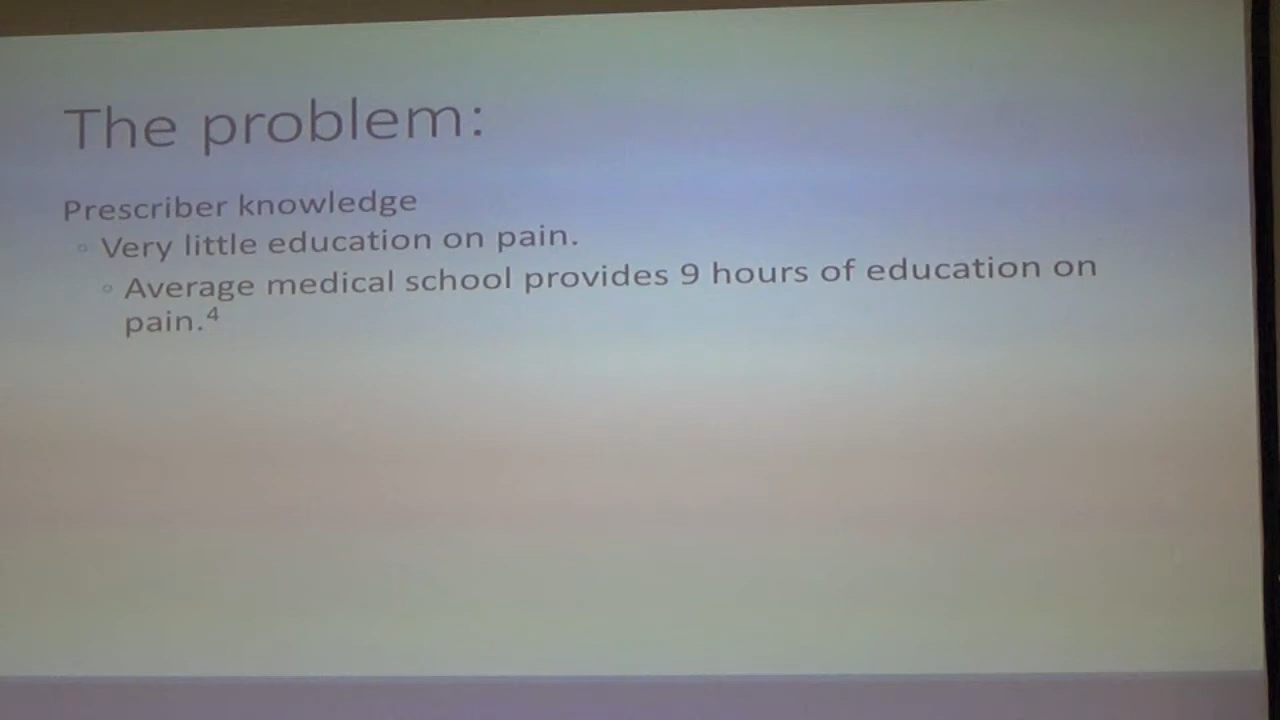 The problem:
Prescriber knowledge
◦ Very little education on pain.
◦ Average medical school provides 9 hours of education on
pain.⁴